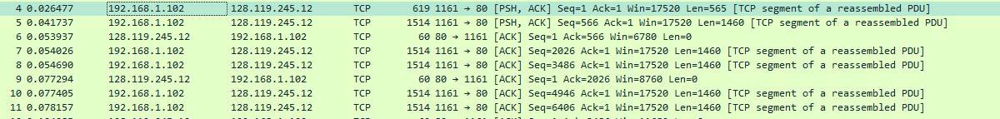 4 0.026477 192.168.1.102 128.119.245.12 TCP 619 1161 → 80 [PSH, ACK] Seq=1 Ack=1 Win=17520 Len=565 [TCP segment of a reassembled PDU]
5 0.041737 192.168.1.102 128.119.245.12 TCP 1514 1161 → 80 [PSH, ACK] Seq=566 Ack=1 Win=17520 Len=1460 [TCP segment of a reassembled PDU]
6 0.053937 128.119.245.12 192.168.1.102 TCP 60 80 → 1161 [ACK] Seq=1 Ack=566 Win=6780 Len=0
7 0.054026 192.168.1.102 128.119.245.12 TCP 1514 1161 → 80 [ACK] Seq=2026 Ack=1 Win=17520 Len=1460 [TCP segment of a reassembled PDU]
8 0.054690 192.168.1.102 128.119.245.12 TCP 1514 1161 → 80 [ACK] Seq=3486 Ack=1 Win=17520 Len=1460 [TCP segment of a reassembled PDU]
9 0.077294 128.119.245.12 192.168.1.102 TCP 60 80 → 1161 [ACK] Seq=1 Ack=2026 Win=8760 Len=0
10 0.077405 192.168.1.102 128.119.245.12 TCP 1514 1161 → 80 [ACK] Seq=4946 Ack=1 Win=17520 Len=1460 [TCP segment of a reassembled PDU]
11 0.078157 192.168.1.102 128.119.245.12 TCP 1514 1161 → 80 [ACK] Seq=6406 Ack=1 Win=17520 Len=1460 [TCP segment of a reassembled PDU]